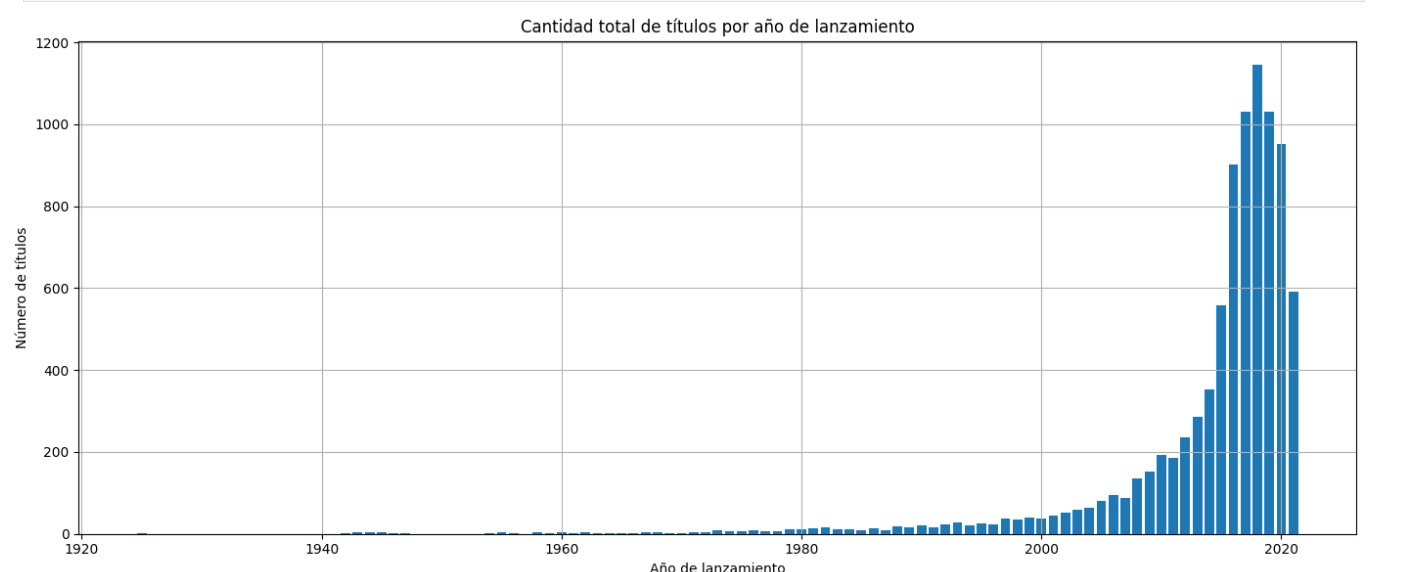 Cantidad total de títulos por año de lanzamiento
1200
1000
800
600
400
200
0
Número de títulos
1920 1940 1960 1980 2000 2020
Año de lanzamiento